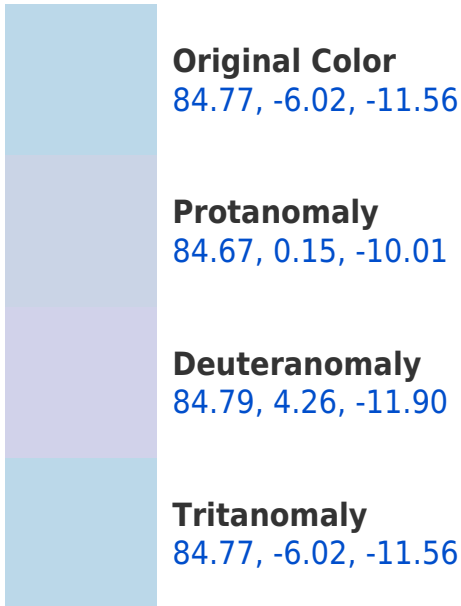 Original Color
84.77, -6.02, -11.56
Protanomaly
84.67, 0.15, -10.01
Deuteranomaly
84.79, 4.26, -11.90
Tritanomaly
84.77, -6.02, -11.56